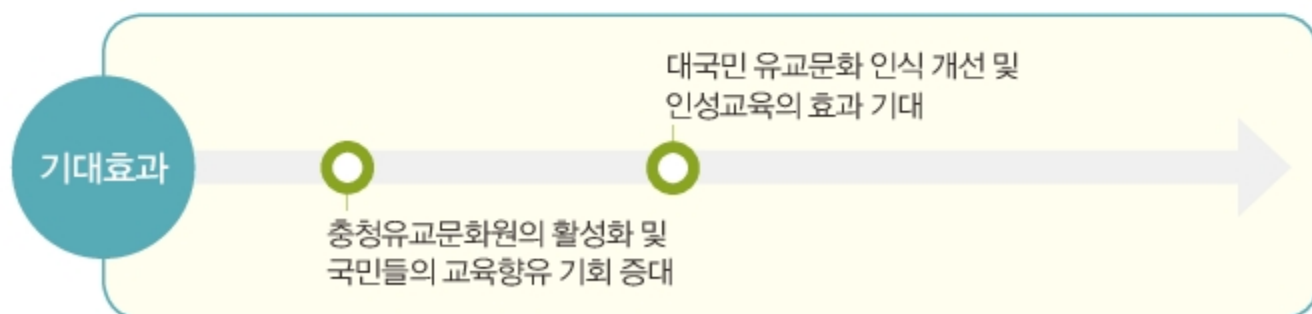 기대효과
충청유교문화원의 활성화 및
국민들의 교육향유 기회 증대
대국민 유교문화 인식 개선 및
인성교육의 효과 기대